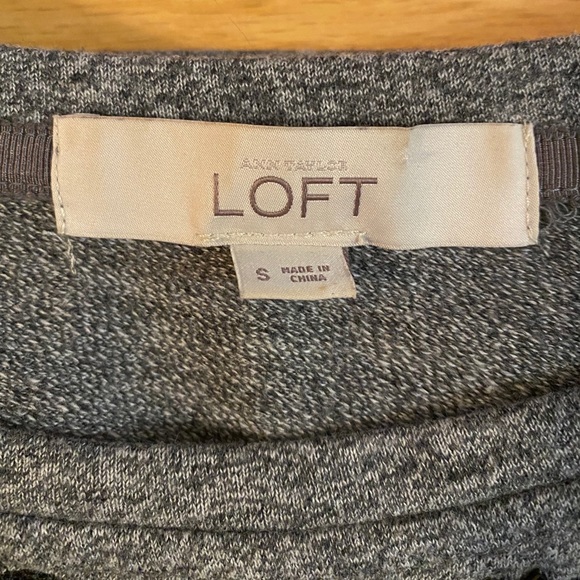 ANN TAYLOR
LOFT
S MADE IN
CHINA